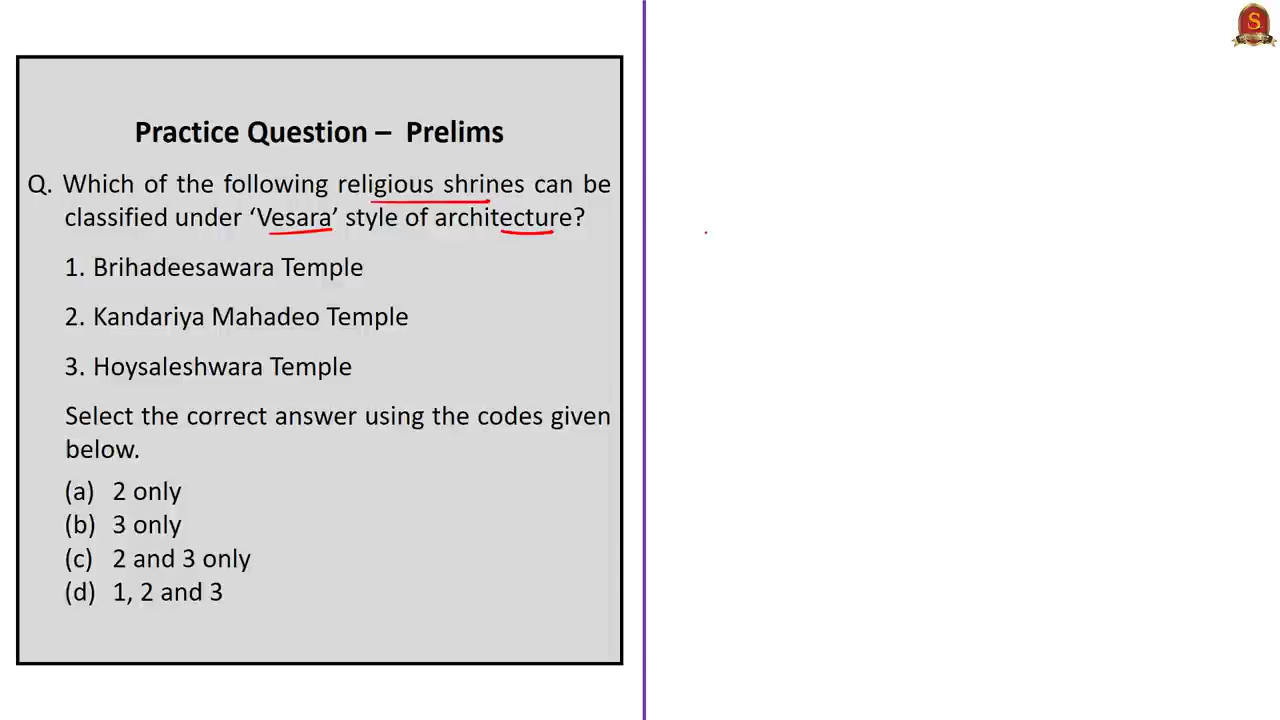 S
Practice Question – Prelims
Q. Which of the following religious shrines can be
classified under ‘Vesara’ style of architecture?
1. Brihadeesawara Temple
2. Kandariya Mahadeo Temple
3. Hoysaleshwara Temple
Select the correct answer using the codes given
below.
(a) 2 only
(b) 3 only
(c) 2 and 3 only
(d) 1, 2 and 3